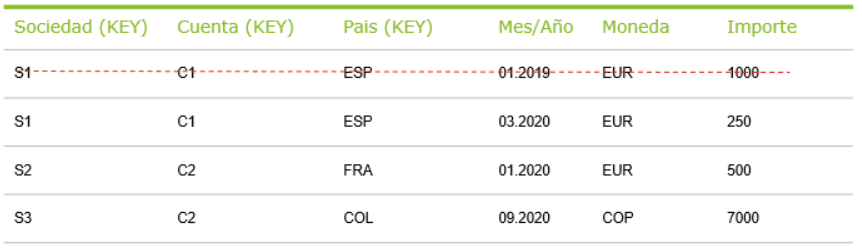 Sociedad (KEY) Cuenta (KEY) Pais (KEY) Mes/Año Moneda Importe
S1 C1 ESP 01.2019 EUR 1000
S1 C1 ESP 03.2020 EUR 250
S2 C2 FRA 01.2020 EUR 500
S3 C2 COL 09.2020 COP 7000